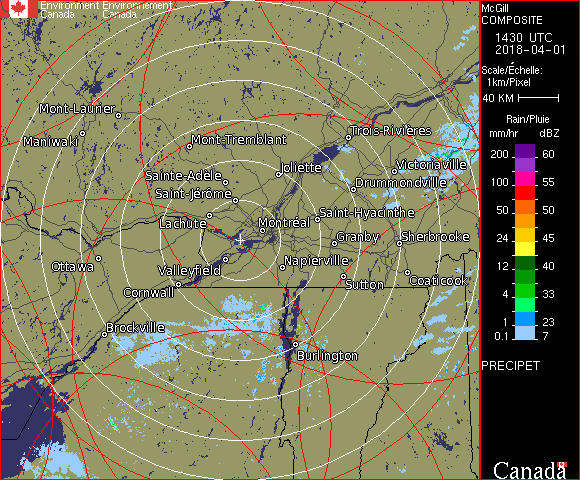 Environment Environnement
Canada Canada
McGill
COMPOSITE
1430 UTC
2018-04-01
Scale/Échelle:
1km/Pixel
40 KM
Rain/Pluie
mm/hr dBZ
200 60
100 55
50 50
24 45
12 40
4 33
1 23
0.1 7
PRECIPET
Canada
Mont-Laurier
Maniwaki
Mont-Tremblant
Trois-Rivières
Joliette
Victoriaville
Sainte-Adèle
Drummondville
Saint-Jérôme
Lachute
Saint-Hyacinthe
Montréal
Granby
Sherbrooke
Ottawa
Valleyfield
Napierville
Cornwall
Sutton
Coaticook
Brockville
Burlington